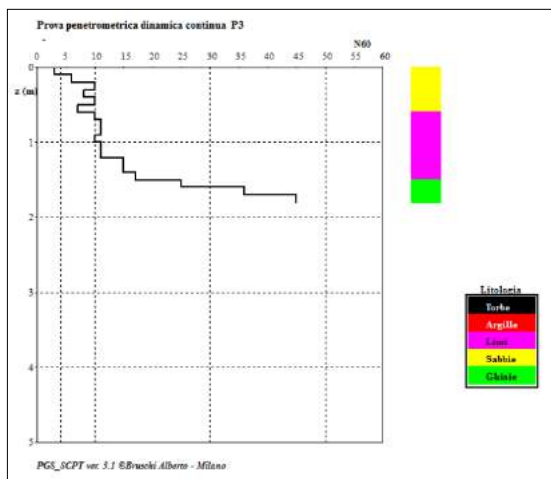 Prova penetrometrica dinamica continua P3
N60
0 5 10 15 20 25 30 35 40 45 50 55 60
0
z (m)
1
2
3
4
5
Litologia
Torbe
Argille
Limi
Sabbie
Ghiaie
PGS_SCPT ver. 3.1 ©Bruschi Alberto - Milano